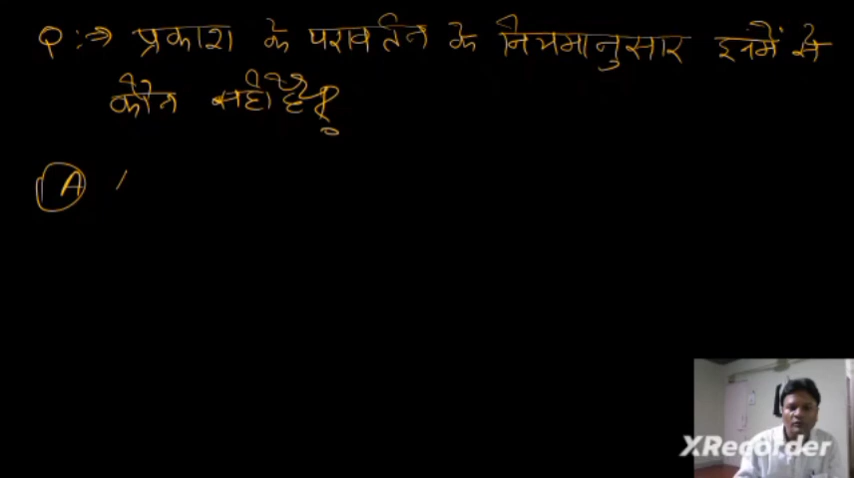 Q:⇒ प्रकाश के परावर्तन के नियमानुसार इनमें से
कौन सही है?
A
XRecorder